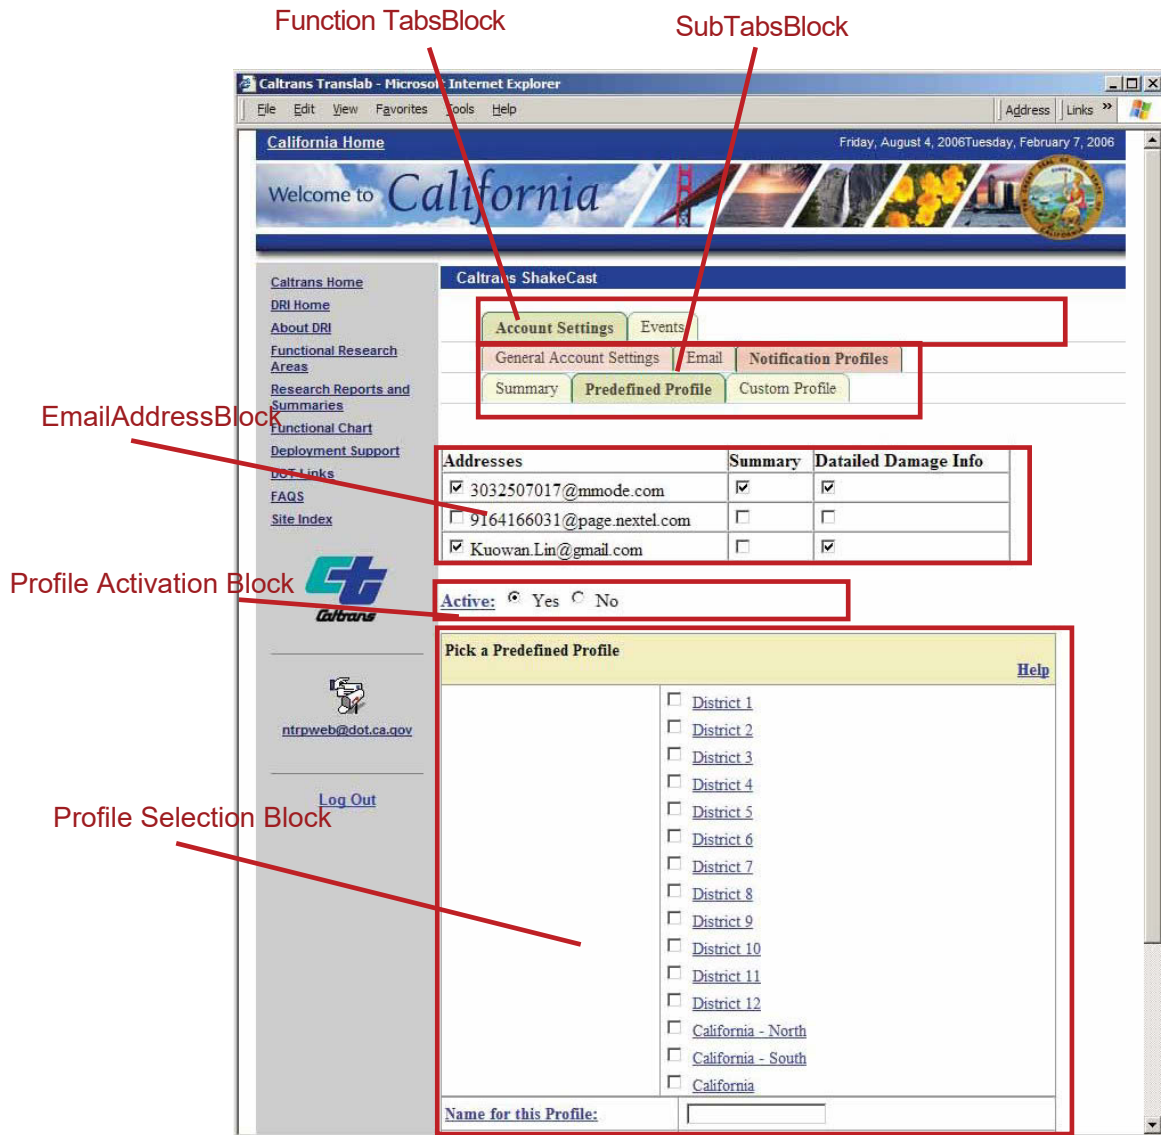 Function TabsBlock
SubTabsBlock
Caltrans Translab - Microsoft Internet Explorer
File Edit View Favorites Tools Help
Address Links »
California Home
Friday, August 4, 2006Tuesday, February 7, 2006
Welcome to California
Caltrans Home
DRI Home
About DRI
Functional Research
Areas
Research Reports and
Summaries
Functional Chart
Deployment Support
DOT Links
FAQS
Site Index
Caltrans
ntrpweb@dot.ca.gov
Log Out
Caltrans ShakeCast
Account Settings Events
General Account Settings Email Notification Profiles
Summary Predefined Profile Custom Profile
EmailAddressBlock
Addresses Summary Datailed Damage Info
3032507017@mmode.com
9164166031@page.nextel.com
Kuowan.Lin@gmail.com
Profile Activation Block
Active: Yes No
Pick a Predefined Profile
Help
District 1
District 2
District 3
District 4
District 5
District 6
District 7
District 8
District 9
District 10
District 11
District 12
California - North
California - South
California
Profile Selection Block
Name for this Profile: